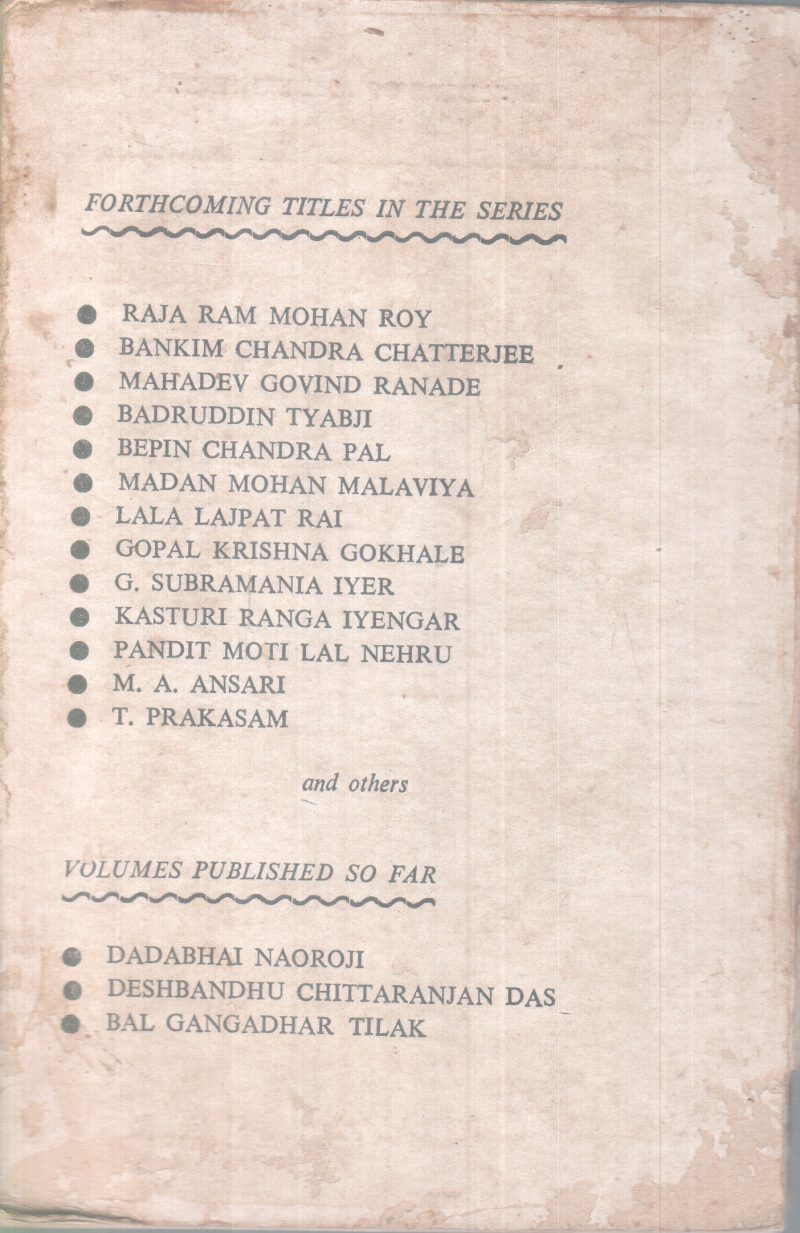 FORTHCOMING TITLES IN THE SERIES
● RAJA RAM MOHAN ROY
● BANKIM CHANDRA CHATTERJEE
● MAHADEV GOVIND RANADE
● BADRUDDIN TYABJI
● BEPIN CHANDRA PAL
● MADAN MOHAN MALAVIYA
● LALA LAJPAT RAI
● GOPAL KRISHNA GOKHALE
● G. SUBRAMANIA IYER
● KASTURI RANGA IYENGAR
● PANDIT MOTI LAL NEHRU
● M. A. ANSARI
● T. PRAKASAM
and others
VOLUMES PUBLISHED SO FAR
● DADABHAI NAOROJI
● DESHBANDHU CHITTARANJAN DAS
● BAL GANGADHAR TILAK